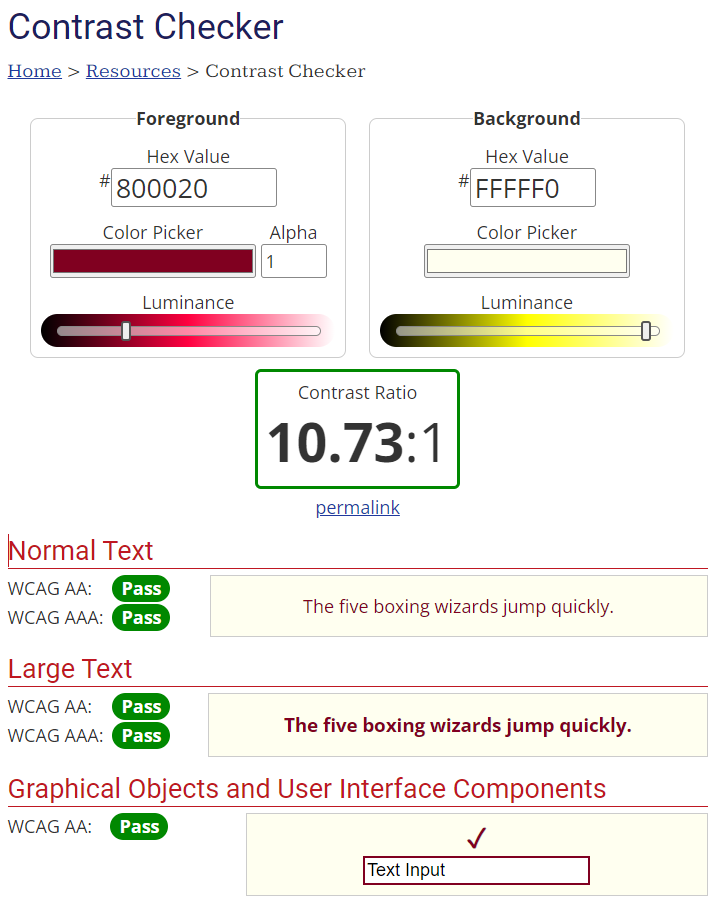 Contrast Checker
Home > Resources > Contrast Checker
Foreground
Hex Value
#800020
Color Picker
Alpha
1
Luminance
Background
Hex Value
#FFFFF0
Color Picker
Luminance
Contrast Ratio
10.73:1
permalink
Normal Text
WCAG AA: Pass
WCAG AAA: Pass
The five boxing wizards jump quickly.
Large Text
WCAG AA: Pass
WCAG AAA: Pass
The five boxing wizards jump quickly.
Graphical Objects and User Interface Components
WCAG AA: Pass
✓
Text Input